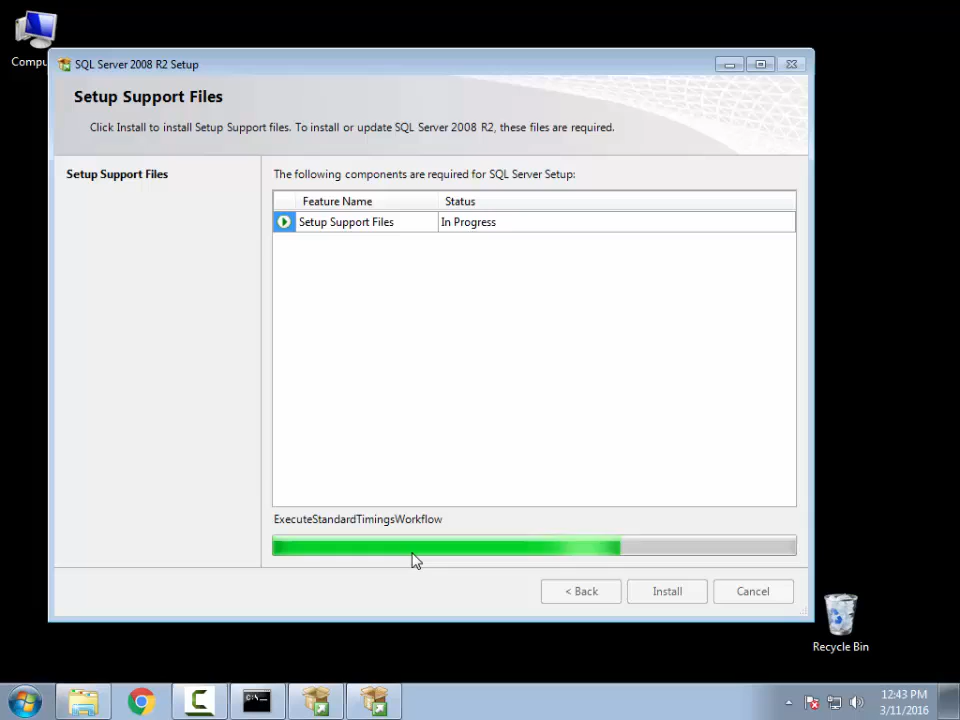 Compu
SQL Server 2008 R2 Setup
Setup Support Files
Click Install to install Setup Support files. To install or update SQL Server 2008 R2, these files are required.
Setup Support Files
The following components are required for SQL Server Setup:
Feature Name Status
Setup Support Files In Progress
ExecuteStandardTimingsWorkflow
< Back Install Cancel
Recycle Bin
C:\
12:43 PM
3/11/2016